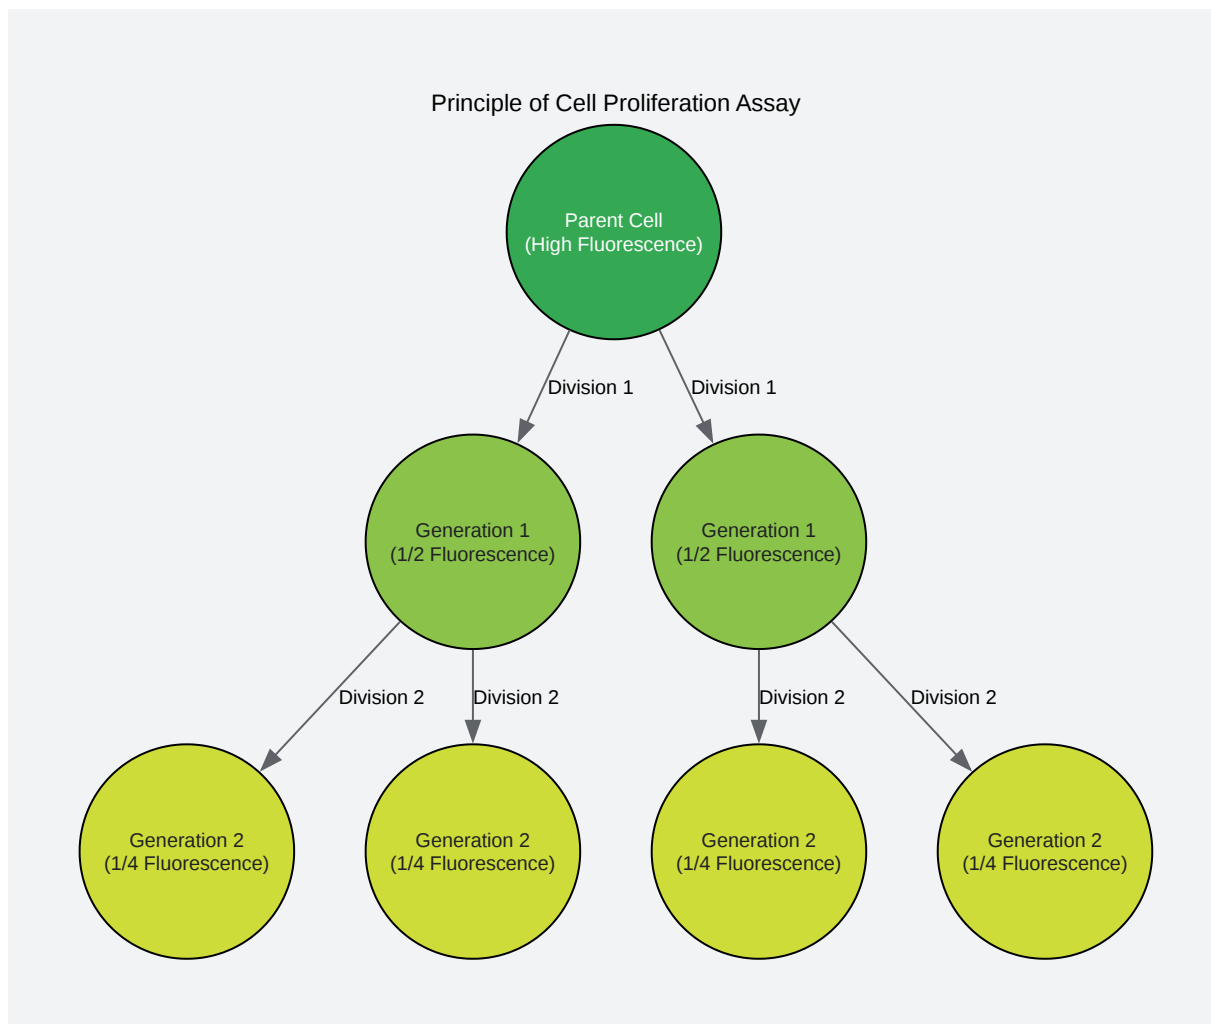 Principle of Cell Proliferation Assay
Parent Cell
(High Fluorescence)
Division 1
Division 1
Generation 1
(1/2 Fluorescence)
Generation 1
(1/2 Fluorescence)
Division 2
Division 2
Division 2
Division 2
Generation 2
(1/4 Fluorescence)
Generation 2
(1/4 Fluorescence)
Generation 2
(1/4 Fluorescence)
Generation 2
(1/4 Fluorescence)